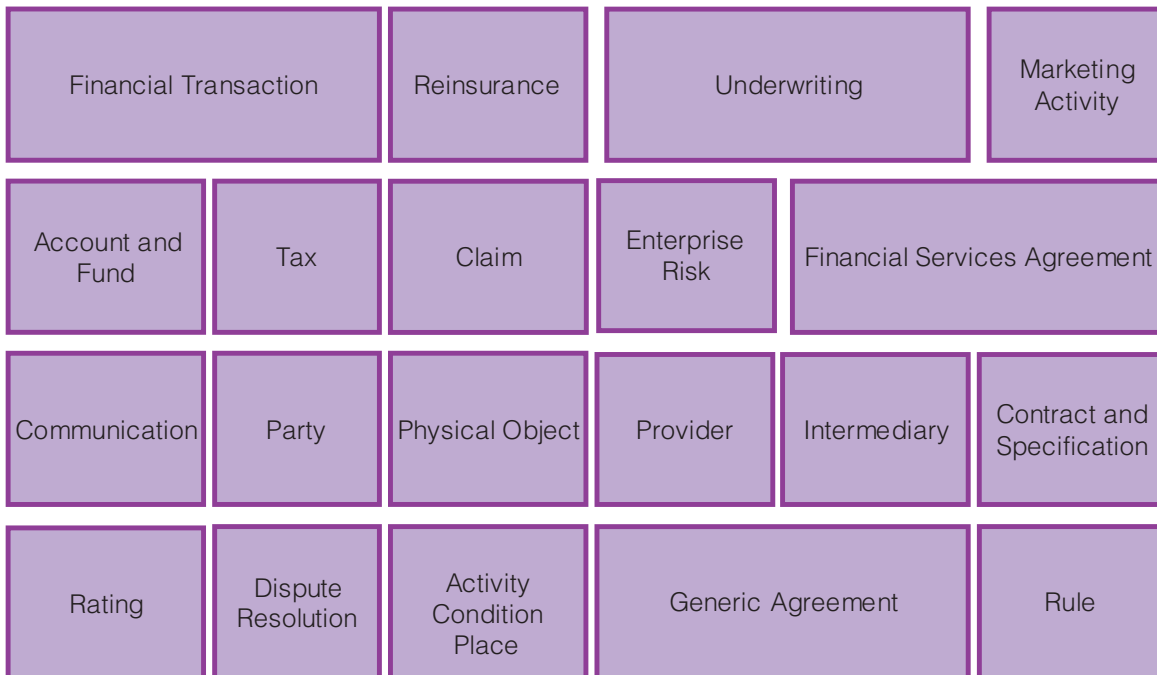 Financial Transaction
Reinsurance
Underwriting
Marketing
Activity
Account and
Fund
Tax
Claim
Enterprise
Risk
Financial Services Agreement
Communication
Party
Physical Object
Provider
Intermediary
Contract and
Specification
Rating
Dispute
Resolution
Activity
Condition
Place
Generic Agreement
Rule